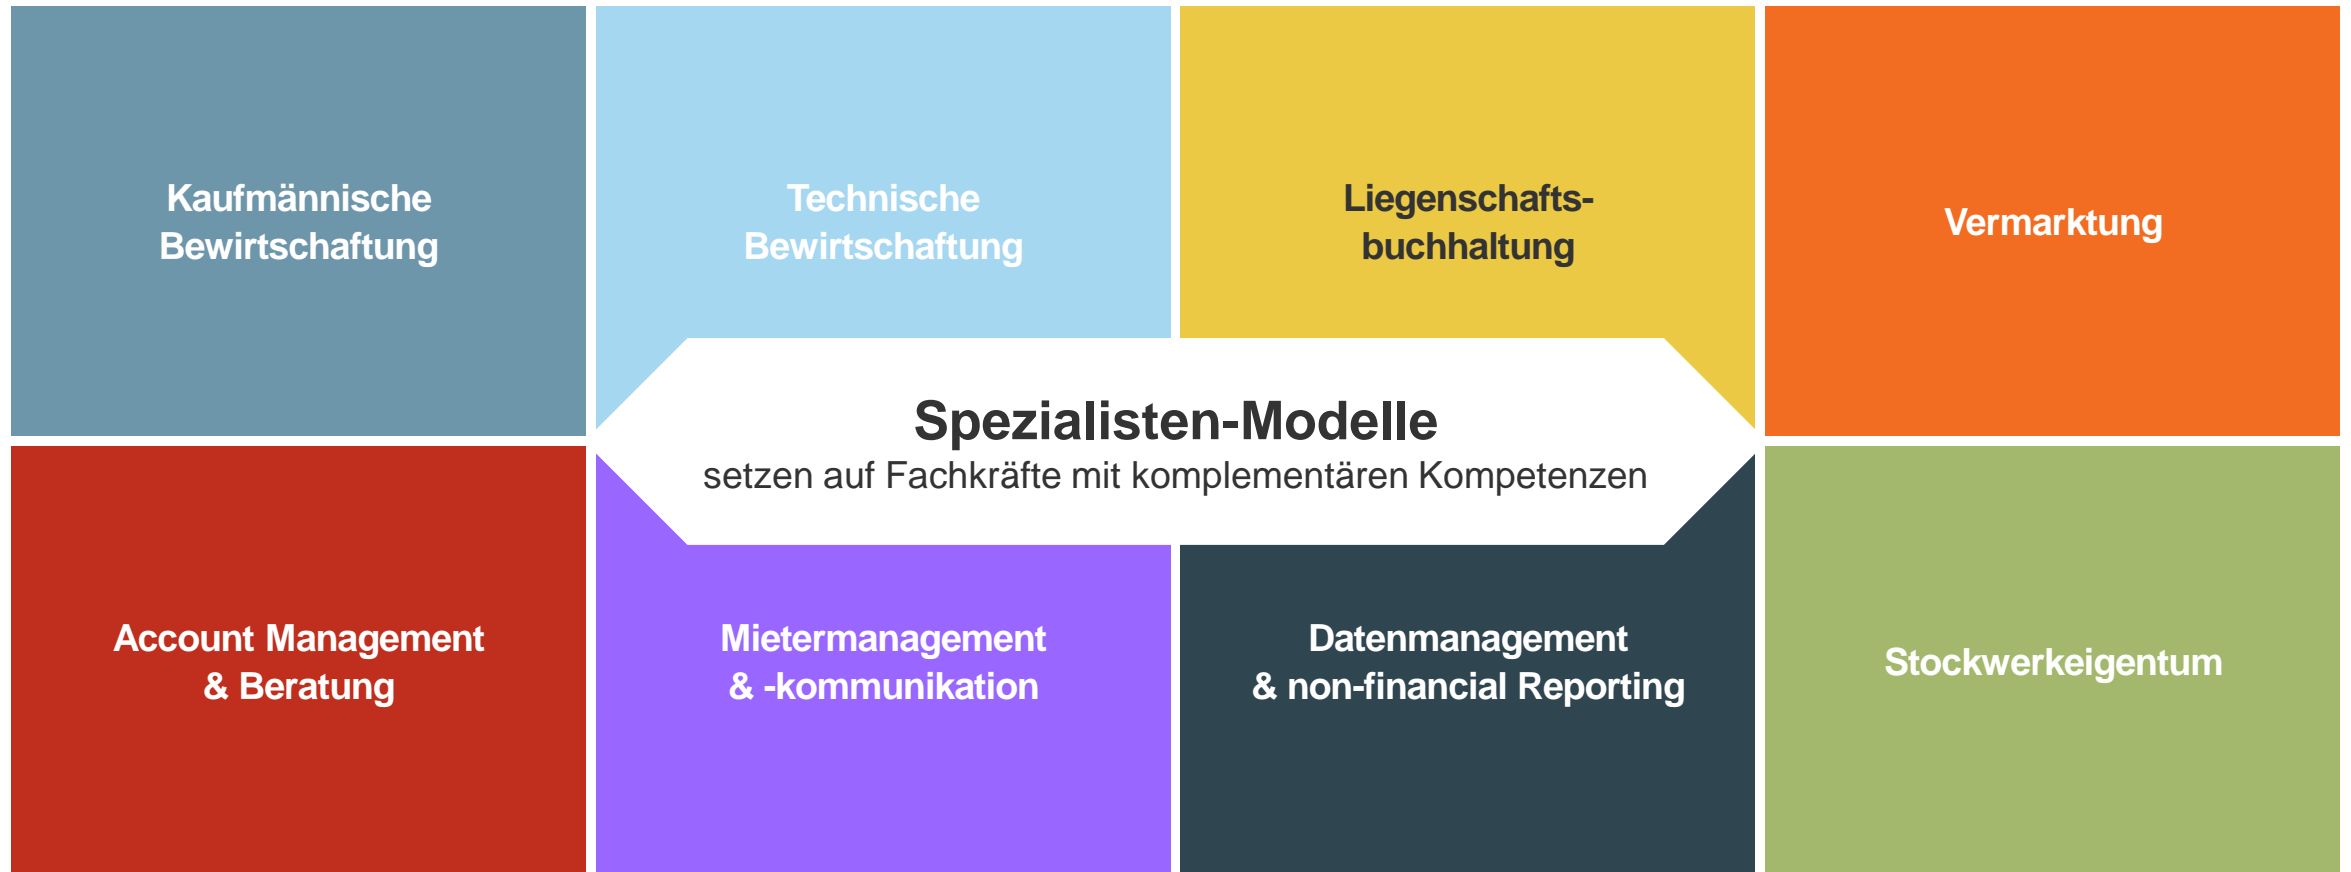 Kaufmännische
Bewirtschaftung
Technische
Bewirtschaftung
Liegenschafts-
buchhaltung
Vermarktung
Spezialisten-Modelle
setzen auf Fachkräfte mit komplementären Kompetenzen
Account Management
& Beratung
Mietermanagement
& -kommunikation
Datenmanagement
& non-financial Reporting
Stockwerkeigentum